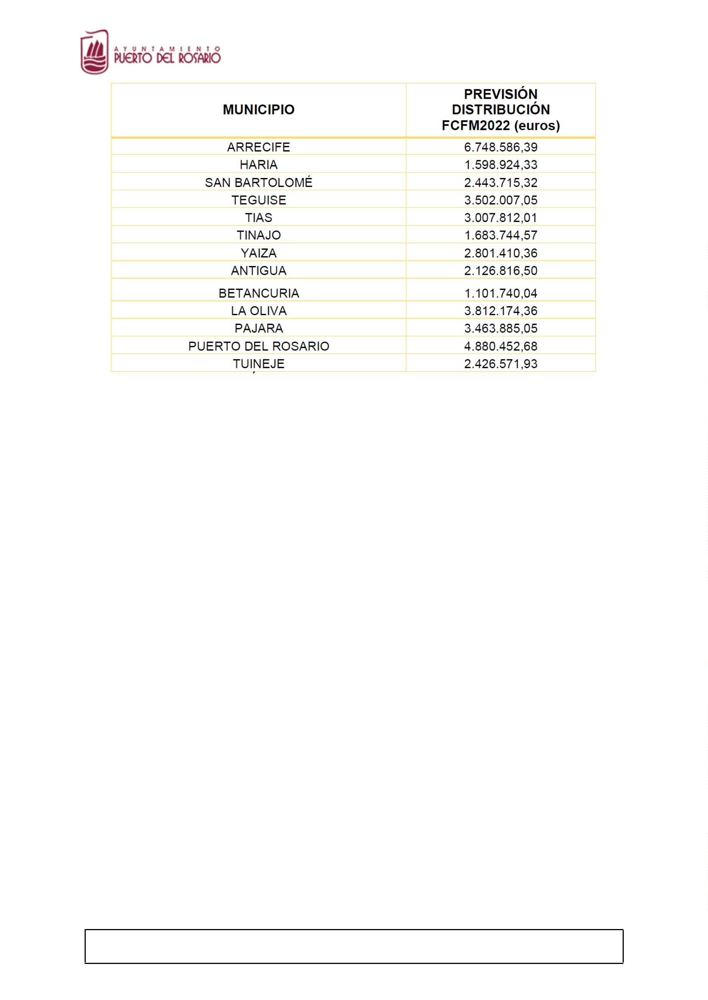 AYUNTAMIENTO
PUERTO DEL ROSARIO
MUNICIPIO
PREVISIÓN
DISTRIBUCIÓN
FCFM2022 (euros)
ARRECIFE 6.748.586,39
HARIA 1.598.924,33
SAN BARTOLOMÉ 2.443.715,32
TEGUISE 3.502.007,05
TIAS 3.007.812,01
TINAJO 1.683.744,57
YAIZA 2.801.410,36
ANTIGUA 2.126.816,50
BETANCURIA 1.101.740,04
LA OLIVA 3.812.174,36
PAJARA 3.463.885,05
PUERTO DEL ROSARIO 4.880.452,68
TUINEJE 2.426.571,93